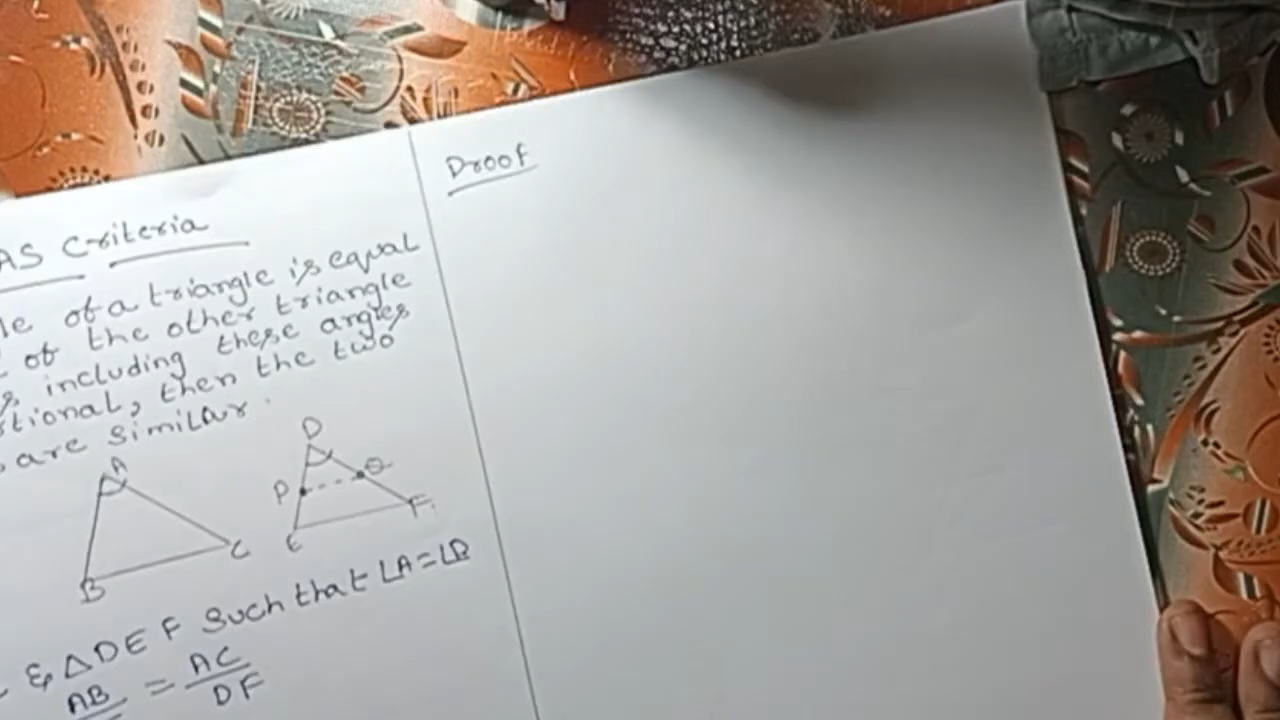 AS Criteria
le of a triangle is equal
of the other triangle
including these angles
tional, then the two
are similar.
A
B
C
D
P
Q
E
F
& △DEF such that ∠A=∠D
AB = AC
DF
Proof